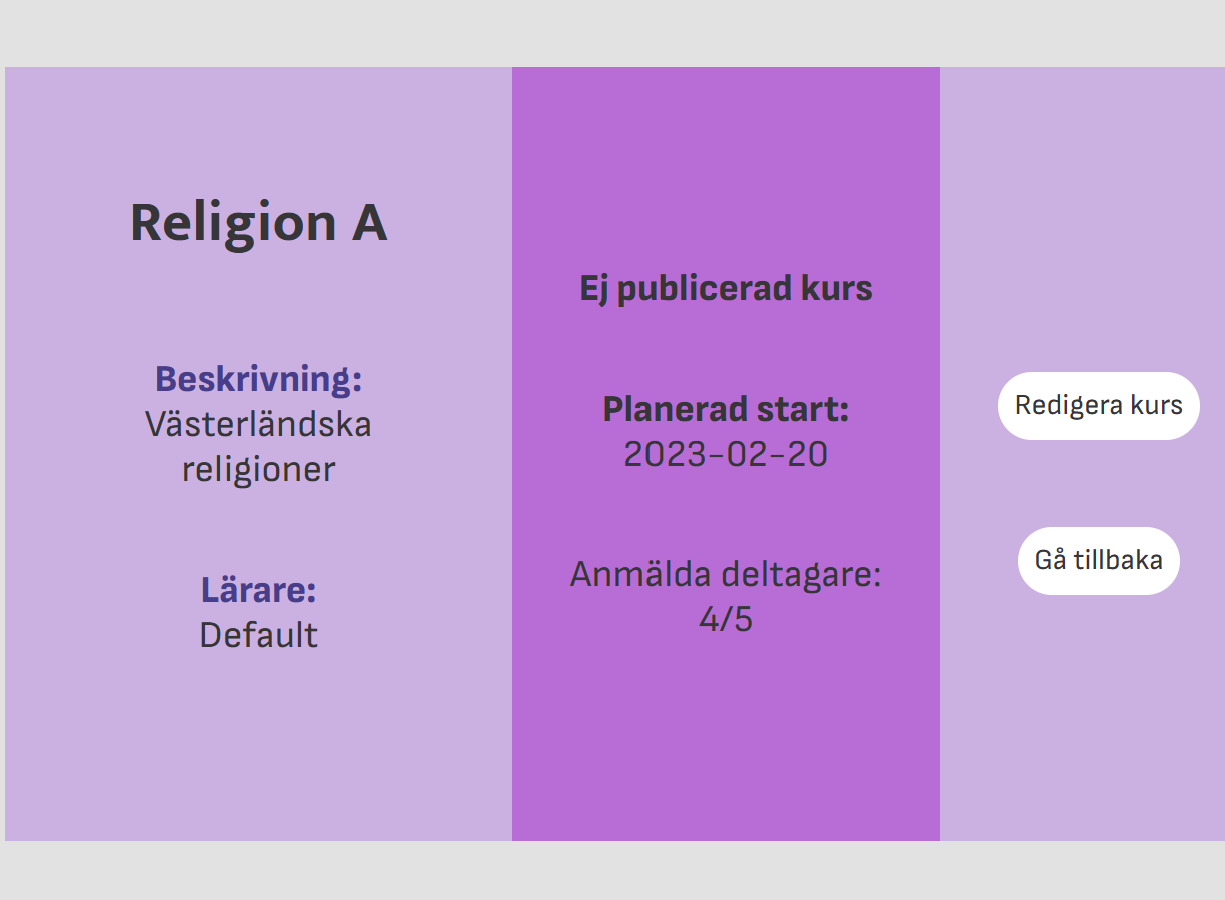 Religion A
Beskrivning:
Västerländska
religioner
Lärare:
Default
Ej publicerad kurs
Planerad start:
2023-02-20
Anmälda deltagare:
4/5
Redigera kurs
Gå tillbaka